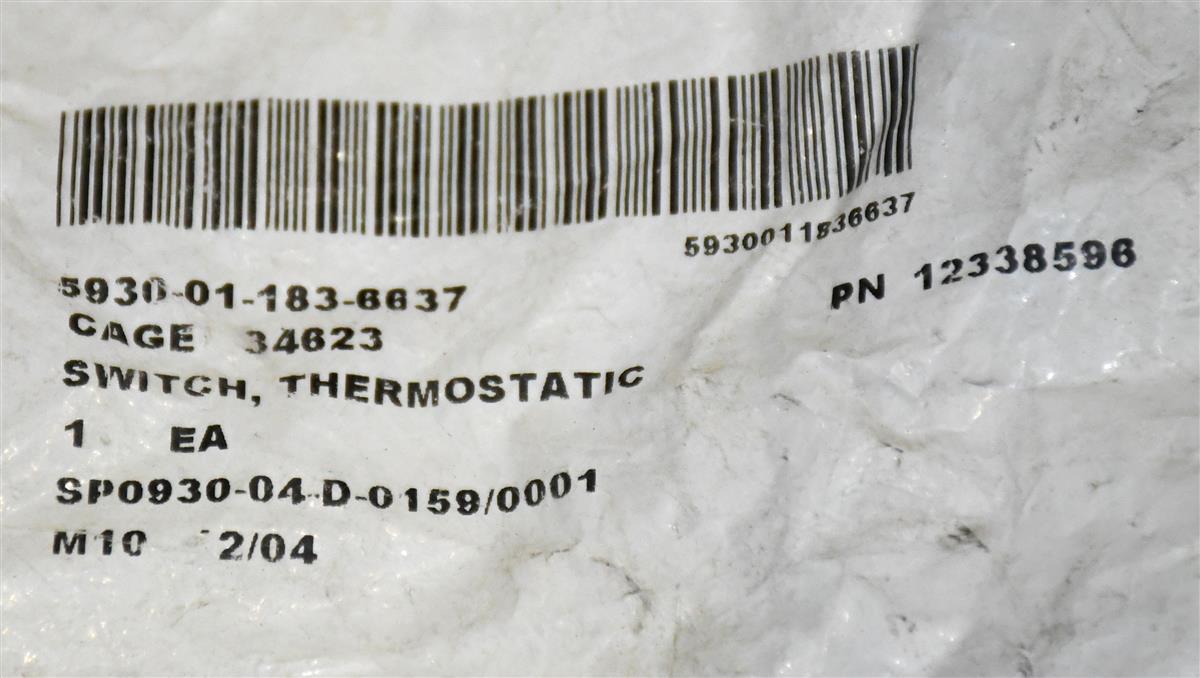 5930011836637
5930-01-183-6637
PN 12338596
CAGE 34623
SWITCH, THERMOSTATIC
1 EA
SP0930-04-D-0159/0001
M10